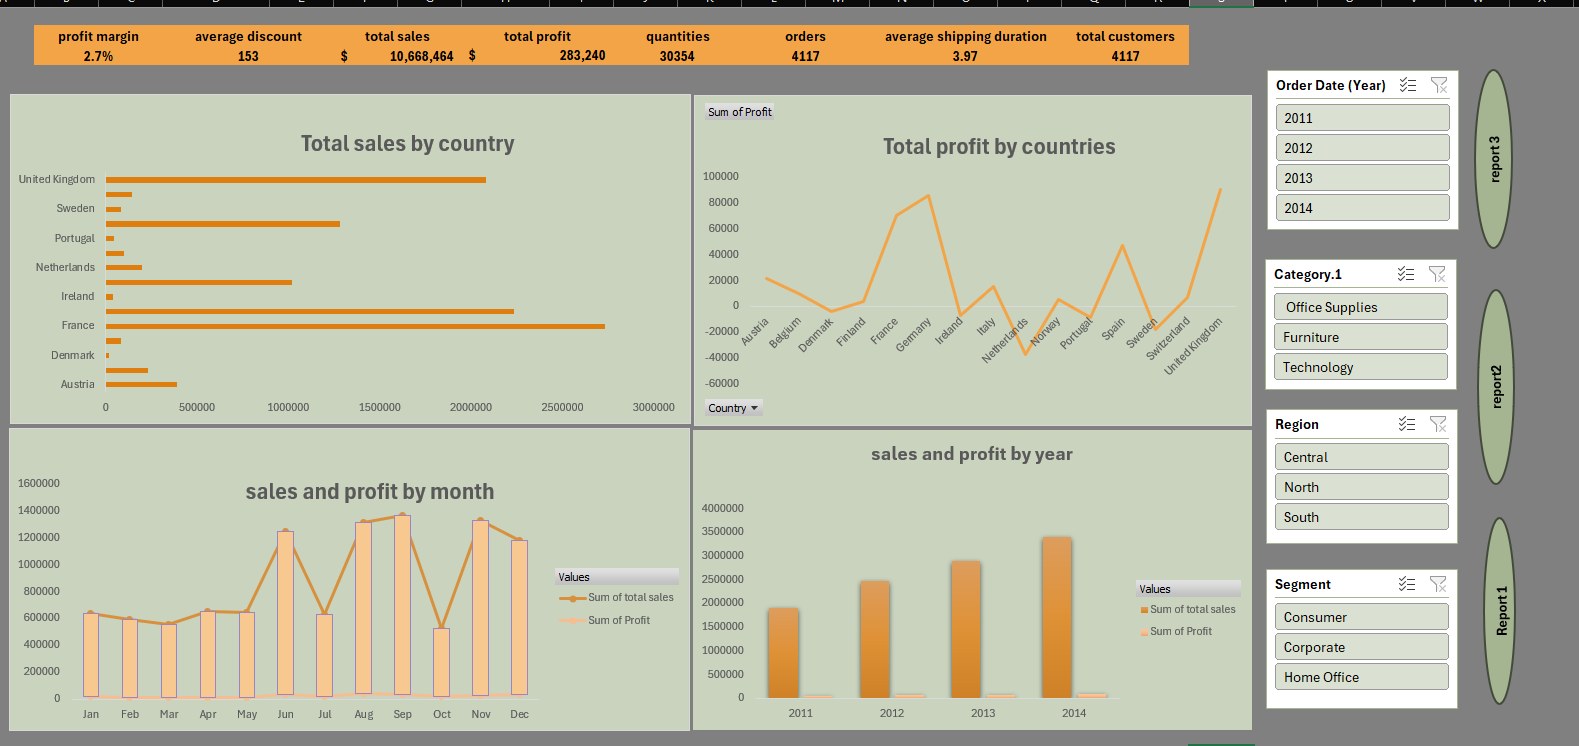 profit margin average discount total sales total profit quantities orders average shipping duration total customers
2.7% 153 $ 10,668,464 $ 283,240 30354 4117 3.97 4117
Total sales by country
United Kingdom
Sweden
Portugal
Netherlands
Ireland
France
Denmark
Austria
0 500000 1000000 1500000 2000000 2500000 3000000
Sum of Profit
Total profit by countries
100000
80000
60000
40000
20000
0
-20000
-40000
-60000
Austria Belgium Denmark Finland France Germany Ireland Italy Netherlands Norway Portugal Spain Sweden Switzerland United Kingdom
Country
sales and profit by month
1600000
1400000
1200000
1000000
800000
600000
400000
200000
0
Jan Feb Mar Apr May Jun Jul Aug Sep Oct Nov Dec
Values
Sum of total sales
Sum of Profit
sales and profit by year
4000000
3500000
3000000
2500000
2000000
1500000
1000000
500000
0
2011 2012 2013 2014
Values
Sum of total sales
Sum of Profit
Order Date (Year)
2011
2012
2013
2014
Category.1
Office Supplies
Furniture
Technology
Region
Central
North
South
Segment
Consumer
Corporate
Home Office
report 3
report2
Report 1